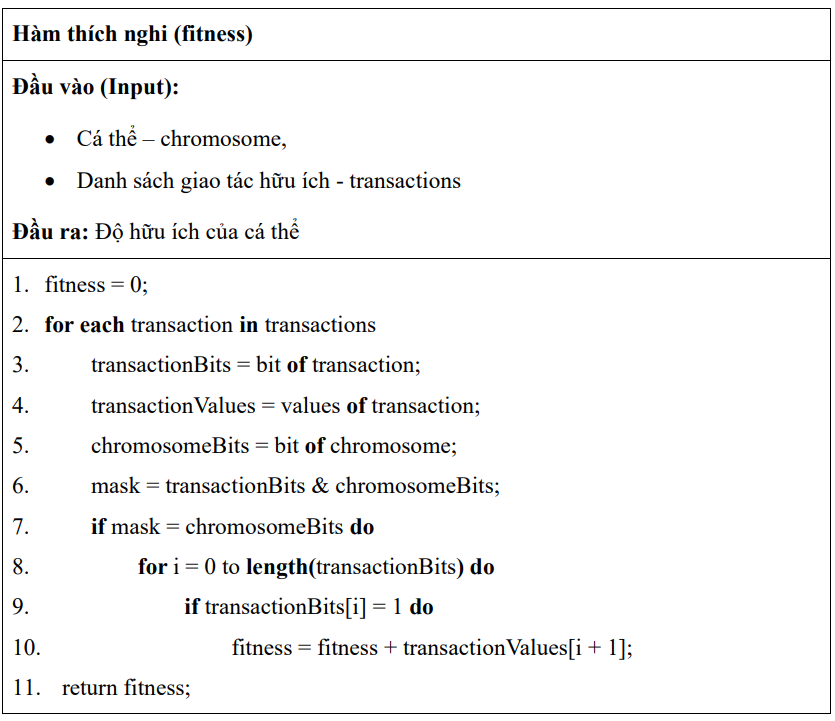 Hàm thích nghi (fitness)
Đầu vào (Input):
• Cá thể – chromosome,
• Danh sách giao tác hữu ích - transactions
Đầu ra: Độ hữu ích của cá thể
1. fitness = 0;
2. for each transaction in transactions
3. transactionBits = bit of transaction;
4. transactionValues = values of transaction;
5. chromosomeBits = bit of chromosome;
6. mask = transactionBits & chromosomeBits;
7. if mask = chromosomeBits do
8. for i = 0 to length(transactionBits) do
9. if transactionBits[i] = 1 do
10. fitness = fitness + transactionValues[i + 1];
11. return fitness;